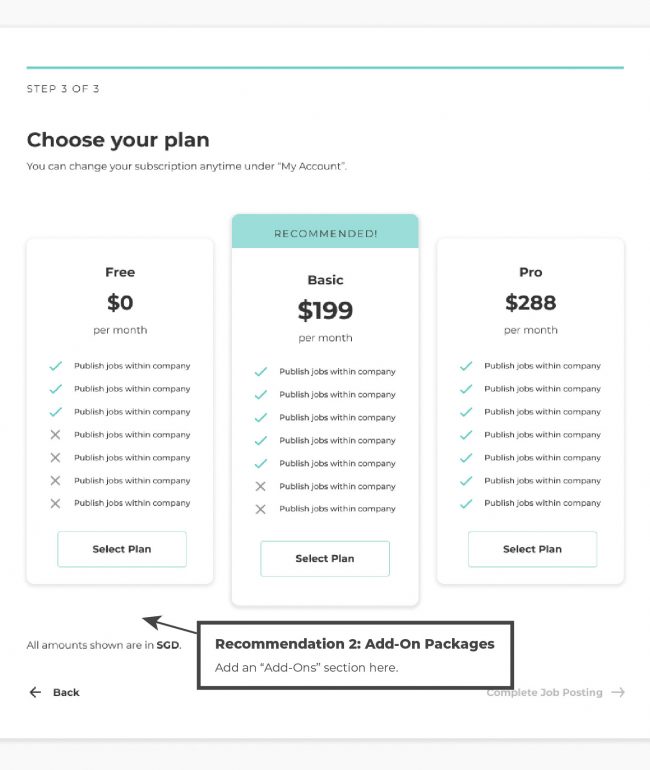 STEP 3 OF 3
Choose your plan
You can change your subscription anytime under “My Account”.
Free
$0
per month
Publish jobs within company
Publish jobs within company
Publish jobs within company
Publish jobs within company
Publish jobs within company
Publish jobs within company
Publish jobs within company
Select Plan
RECOMMENDED!
Basic
$199
per month
Publish jobs within company
Publish jobs within company
Publish jobs within company
Publish jobs within company
Publish jobs within company
Publish jobs within company
Publish jobs within company
Select Plan
Pro
$288
per month
Publish jobs within company
Publish jobs within company
Publish jobs within company
Publish jobs within company
Publish jobs within company
Publish jobs within company
Publish jobs within company
Select Plan
All amounts shown are in SGD.
Recommendation 2: Add-On Packages
Add an “Add-Ons” section here.
Back
Complete Job Posting